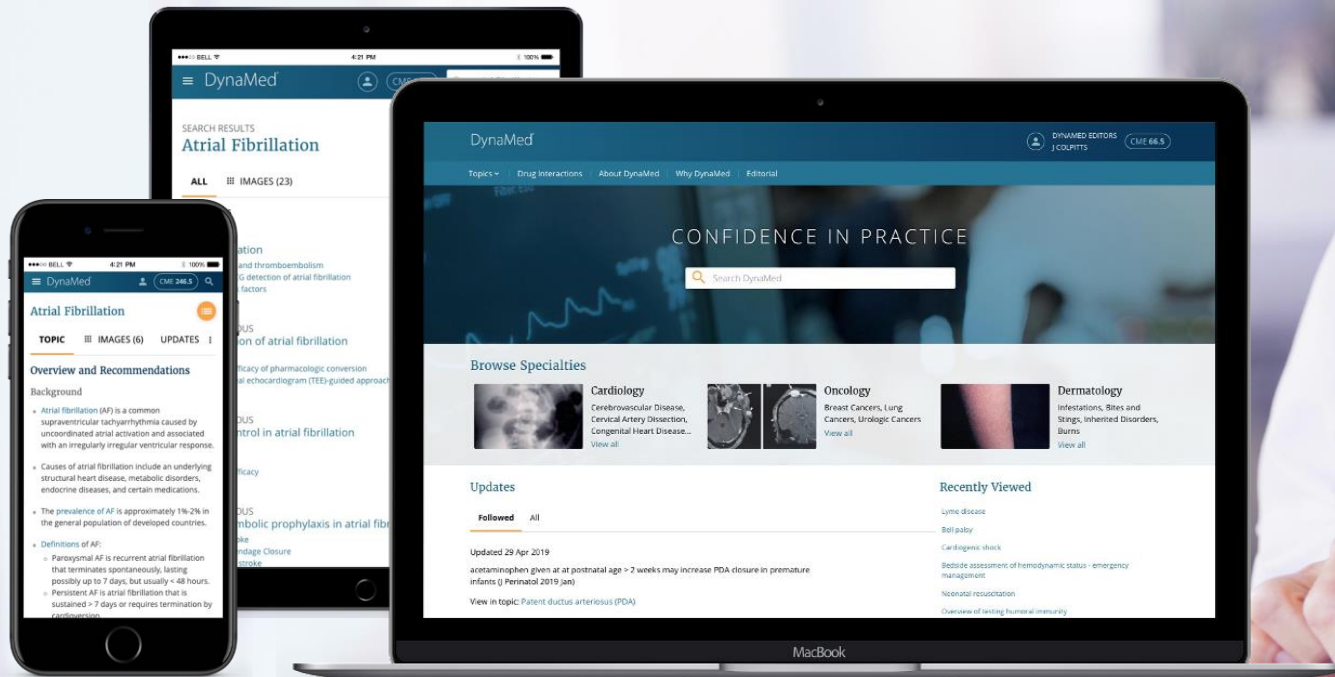 ●●●○○ BELL 4:21 PM 100%
DynaMed
SEARCH RESULTS
Atrial Fibrillation
ALL IMAGES (23)
and thromboembolism
detection of atrial fibrillation
factors
of atrial fibrillation
efficacy of pharmacologic conversion
echocardiogram (TEE)-guided approach
in atrial fibrillation
prophylaxis in atrial
Closure
stroke
●●●○○ BELL 4:21 PM 100%
DynaMed CME 246.5
Atrial Fibrillation
TOPIC IMAGES (6) UPDATES
Overview and Recommendations
Background
Atrial fibrillation (AF) is a common
supraventricular tachyarrhythmia caused by
uncoordinated atrial activation and associated
with an irregularly irregular ventricular response.
Causes of atrial fibrillation include an underlying
structural heart disease, metabolic disorders,
endocrine diseases, and certain medications.
The prevalence of AF is approximately 1%-2% in
the general population of developed countries.
Definitions of AF:
Paroxysmal AF is recurrent atrial fibrillation
that terminates spontaneously, lasting
possibly up to 7 days, but usually < 48 hours.
Persistent AF is atrial fibrillation that is
sustained > 7 days or requires termination by
cardioversion
DynaMed
DYNAMED EDITORS
J COLPITTS
CME 66.5
Topics Drug Interactions About DynaMed Why DynaMed Editorial
CONFIDENCE IN PRACTICE
Search DynaMed
Browse Specialties
Cardiology
Cerebrovascular Disease,
Cervical Artery Dissection,
Congenital Heart Disease...
View all
Oncology
Breast Cancers, Lung
Cancers, Urologic Cancers
View all
Dermatology
Infestations, Bites and
Stings, Inherited Disorders,
Burns
View all
Updates
Followed All
Updated 29 Apr 2019
acetaminophen given at at postnatal age > 2 weeks may increase PDA closure in premature
infants (J Perinatol 2019 Jan)
View in topic: Patent ductus arteriosus (PDA)
Recently Viewed
Lyme disease
Bell palsy
Cardiogenic shock
Bedside assessment of hemodynamic status - emergency
management
Neonatal resuscitation
Overview of testing humoral immunity
MacBook